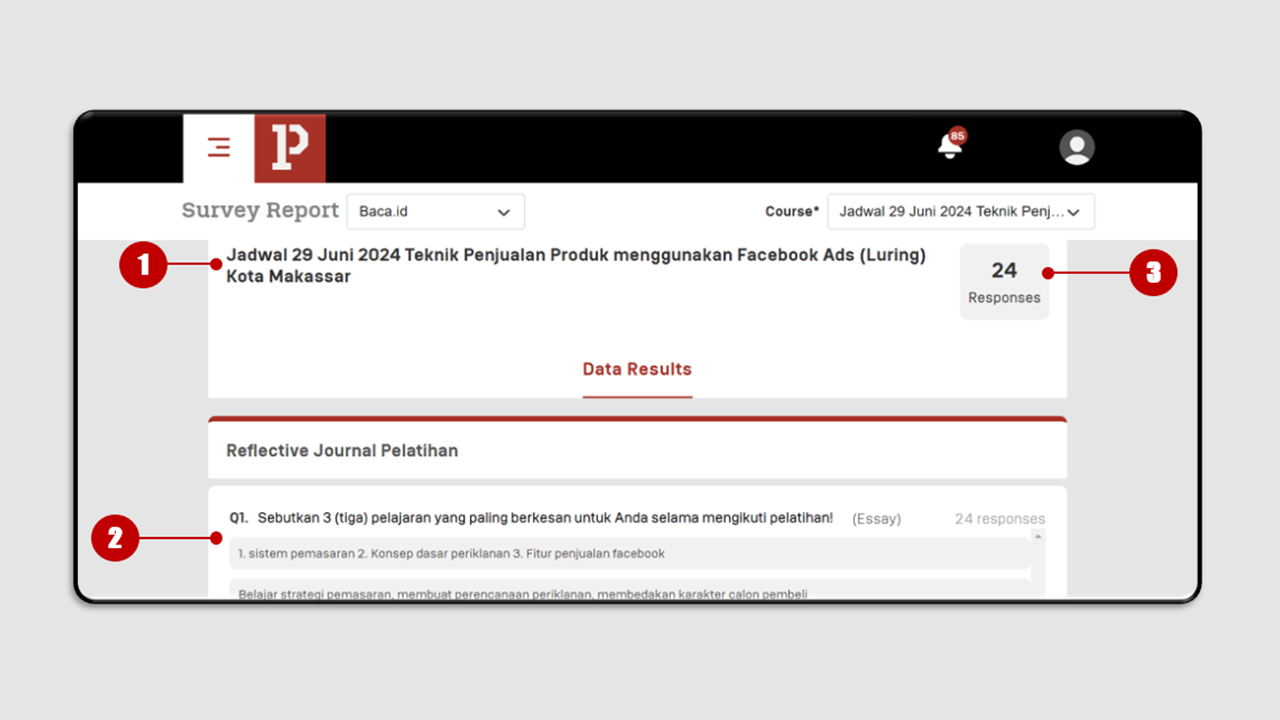 P
85
Survey Report
Baca.id
Course*
Jadwal 29 Juni 2024 Teknik Penj...
1
Jadwal 29 Juni 2024 Teknik Penjualan Produk menggunakan Facebook Ads (Luring)
Kota Makassar
24
Responses
3
Data Results
Reflective Journal Pelatihan
2
Q1. Sebutkan 3 (tiga) pelajaran yang paling berkesan untuk Anda selama mengikuti pelatihan! (Essay) 24 responses
1. sistem pemasaran 2. Konsep dasar periklanan 3. Fitur penjualan facebook
Belajar strategi pemasaran, membuat perencanaan periklanan, membedakan karakter calon pembeli